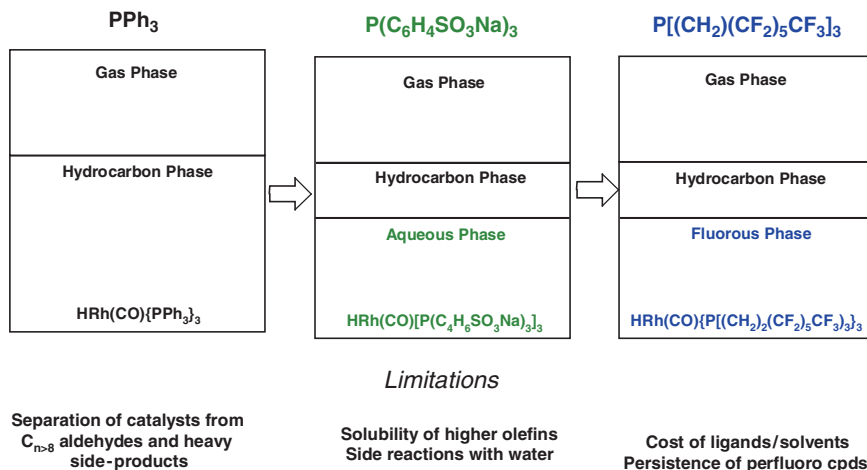 PPh₃
P(C₆H₄SO₃Na)₃
P[(CH₂)(CF₂)₅CF₃]₃
Gas Phase
Hydrocarbon Phase
HRh(CO){PPh₃}₃
Gas Phase
Hydrocarbon Phase
Aqueous Phase
HRh(CO)[P(C₄H₆SO₃Na)₃]₃
Gas Phase
Hydrocarbon Phase
Fluorous Phase
HRh(CO){P[(CH₂)₂(CF₂)₅CF₃)₃}₃
Limitations
Separation of catalysts from
Cₙ>₈ aldehydes and heavy
side-products
Solubility of higher olefins
Side reactions with water
Cost of ligands/solvents
Persistence of perfluoro cpds